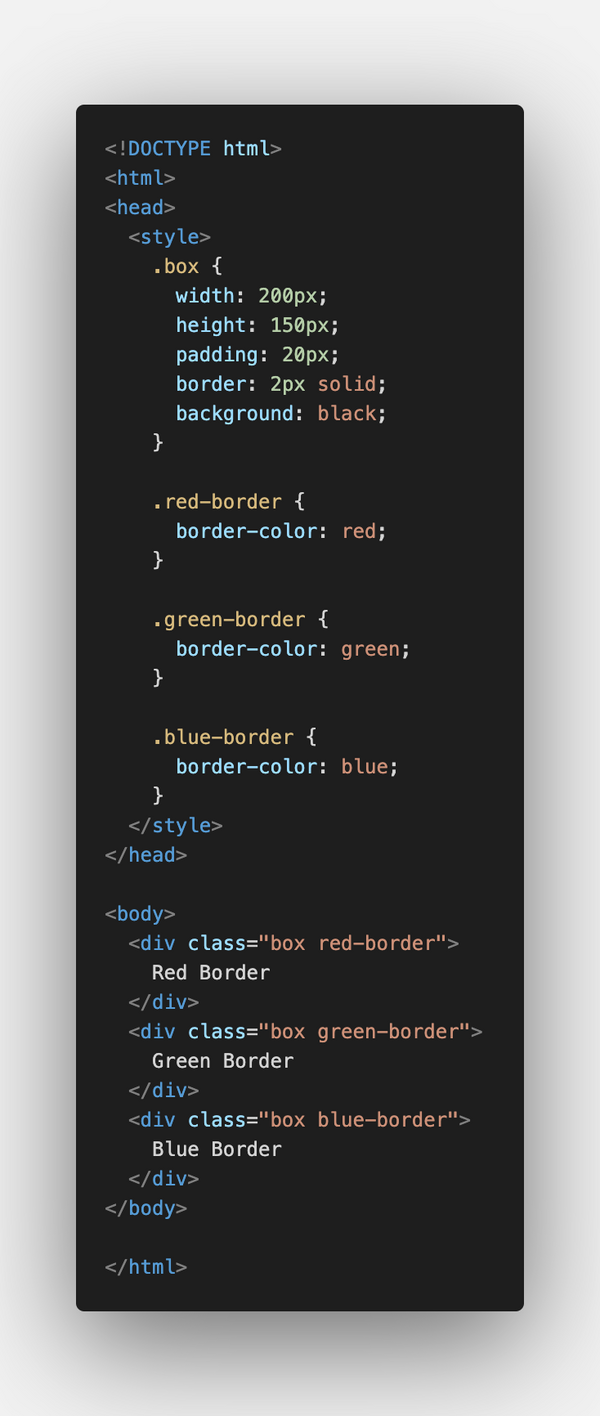 <!DOCTYPE html>
<html>
<head>
  <style>
    .box {
      width: 200px;
      height: 150px;
      padding: 20px;
      border: 2px solid;
      background: black;
    }

    .red-border {
      border-color: red;
    }

    .green-border {
      border-color: green;
    }

    .blue-border {
      border-color: blue;
    }
  </style>
</head>

<body>
  <div class="box red-border">
    Red Border
  </div>
  <div class="box green-border">
    Green Border
  </div>
  <div class="box blue-border">
    Blue Border
  </div>
</body>

</html>